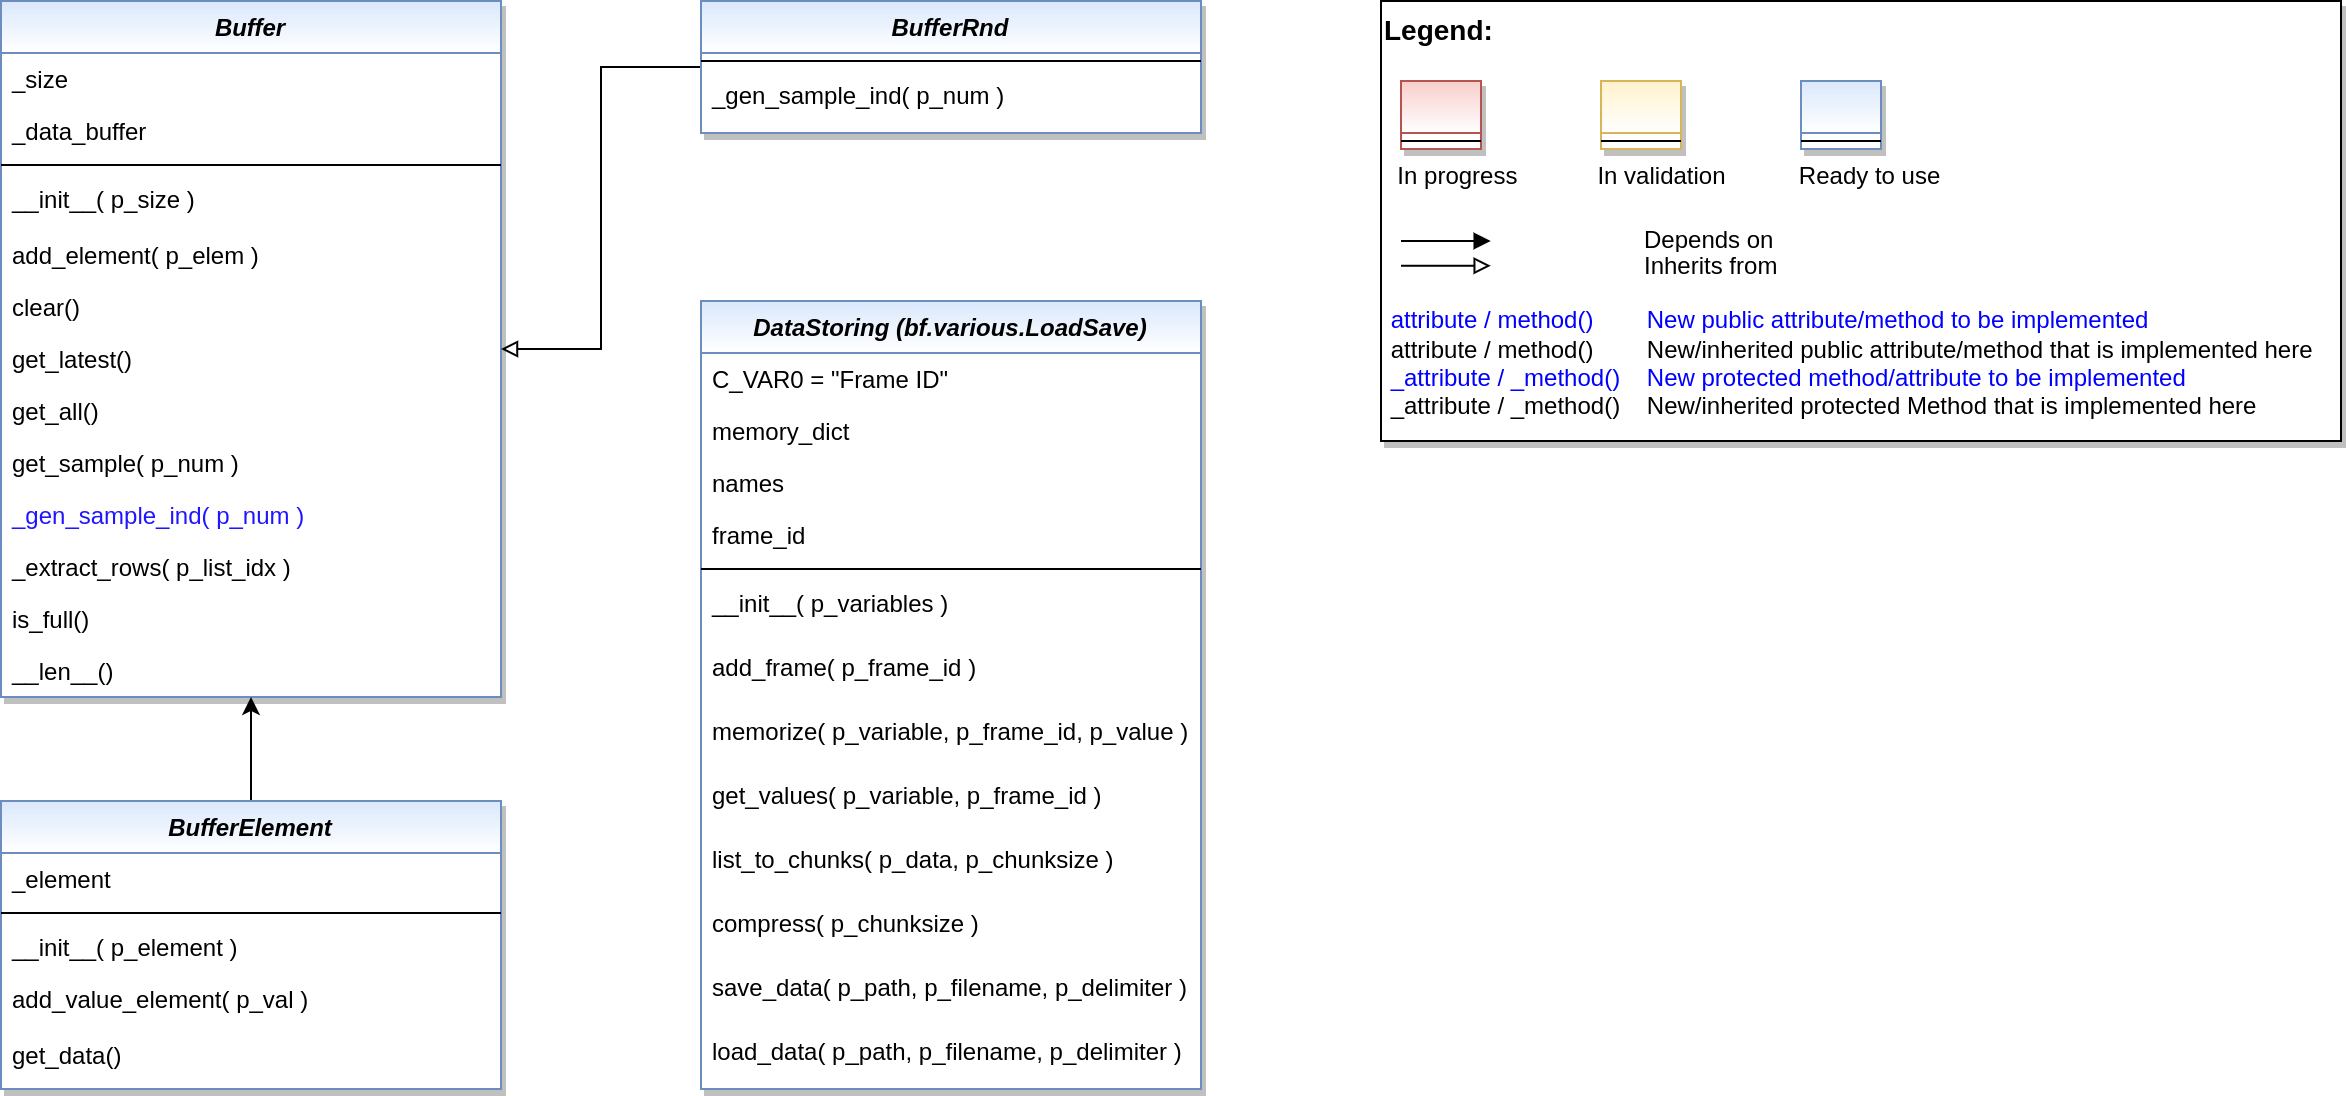 Buffer
_size
_data_buffer
__init__( p_size )
add_element( p_elem )
clear()
get_latest()
get_all()
get_sample( p_num )
_gen_sample_ind( p_num )
_extract_rows( p_list_idx )
is_full()
__len__()
BufferElement
_element
__init__( p_element )
add_value_element( p_val )
get_data()
BufferRnd
_gen_sample_ind( p_num )
DataStoring (bf.various.LoadSave)
C_VAR0 = "Frame ID"
memory_dict
names
frame_id
__init__( p_variables )
add_frame( p_frame_id )
memorize( p_variable, p_frame_id, p_value )
get_values( p_variable, p_frame_id )
list_to_chunks( p_data, p_chunksize )
compress( p_chunksize )
save_data( p_path, p_filename, p_delimiter )
load_data( p_path, p_filename, p_delimiter )
Legend:
In progress In validation Ready to use
Depends on
Inherits from
attribute / method() New public attribute/method to be implemented
attribute / method() New/inherited public attribute/method that is implemented here
_attribute / _method() New protected method/attribute to be implemented
_attribute / _method() New/inherited protected Method that is implemented here